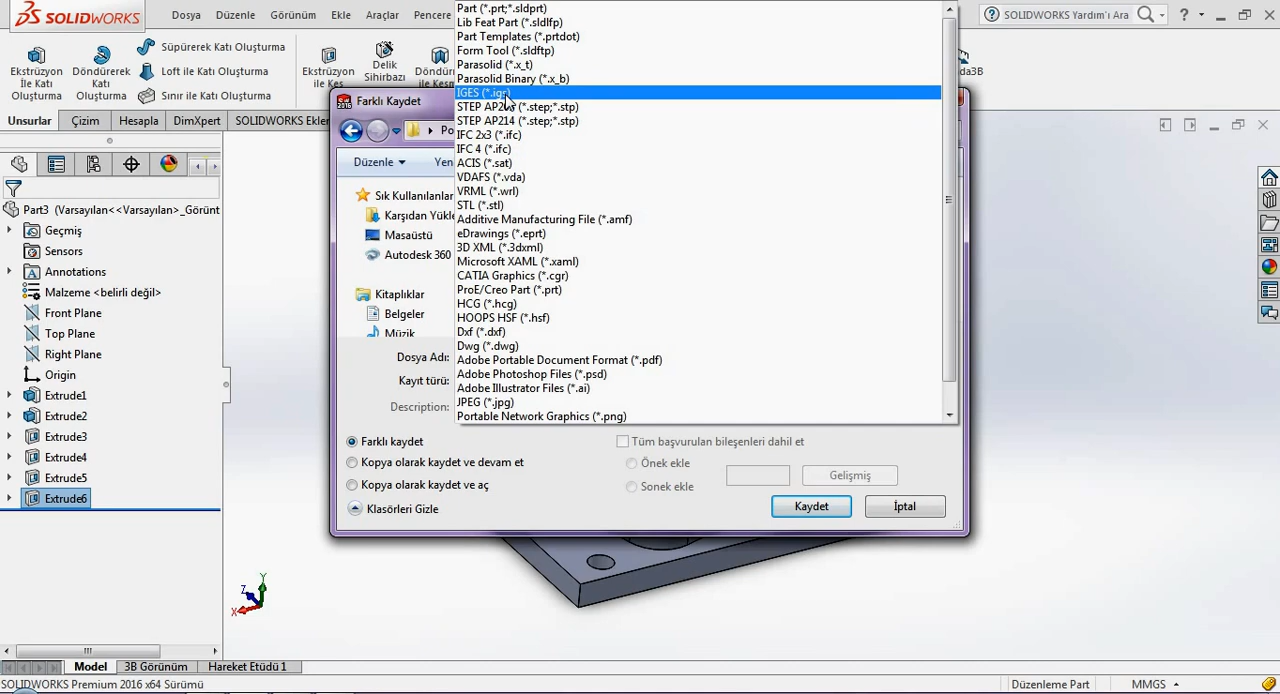 SOLIDWORKS
Dosya Düzenle Görünüm Ekle Araçlar Pencere
SOLIDWORKS Yardım'ı Ara
?
Ekstrüzyon
İle Katı
Oluşturma
Döndürerek
Katı
Oluşturma
Süpürerek Katı Oluşturma
Loft ile Katı Oluşturma
Sınır ile Katı Oluşturma
Ekstrüzyon
ile Kes
Delik
Sihirbazı
Unsurlar Çizim Hesapla DimXpert
Part3 (Varsayılan<<Varsayılan>_Görünt
Geçmiş
Sensors
Annotations
Malzeme <belirli değil>
Front Plane
Top Plane
Right Plane
Origin
Extrude1
Extrude2
Extrude3
Extrude4
Extrude5
Extrude6
Farklı Kaydet
Düzenle
Sık Kullanılanlar
Masaüstü
Autodesk 360
Kitaplıklar
Belgeler
Müzik
Dosya Adı:
Kayıt türü:
Description:
Part (*.prt;*.sldprt)
Lib Feat Part (*.sldlfp)
Part Templates (*.prtdot)
Form Tool (*.sldftp)
Parasolid (*.x_t)
Parasolid Binary (*.x_b)
IGES (*.igs)
STEP AP203 (*.step;*.stp)
STEP AP214 (*.step;*.stp)
IFC 2x3 (*.ifc)
IFC 4 (*.ifc)
ACIS (*.sat)
VDAFS (*.vda)
VRML (*.wrl)
STL (*.stl)
Additive Manufacturing File (*.amf)
eDrawings (*.eprt)
3D XML (*.3dxml)
Microsoft XAML (*.xaml)
CATIA Graphics (*.cgr)
ProE/Creo Part (*.prt)
HCG (*.hcg)
HOOPS HSF (*.hsf)
Dxf (*.dxf)
Dwg (*.dwg)
Adobe Portable Document Format (*.pdf)
Adobe Photoshop Files (*.psd)
Adobe Illustrator Files (*.ai)
JPEG (*.jpg)
Portable Network Graphics (*.png)
Farklı kaydet
Kopya olarak kaydet ve devam et
Kopya olarak kaydet ve aç
Tüm başvurulan bileşenleri dahil et
Önek ekle
Sonek ekle
Gelişmiş
Klasörleri Gizle
Kaydet
İptal
Y
Z
X
Model 3B Görünüm Hareket Etüdü 1
SOLIDWORKS Premium 2016 x64 Sürümü
Düzenleme Part
MMGS